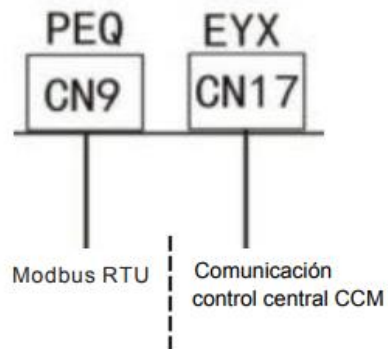 PEQ EYX
CN9 CN17
Modbus RTU
Comunicación
control central CCM